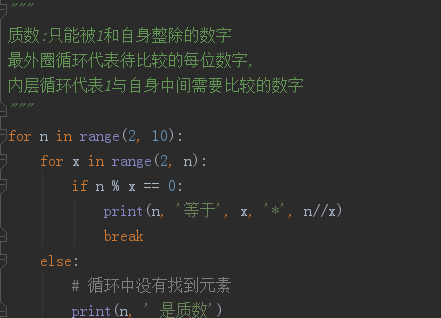 """
质数:只能被1和自身整除的数字
最外圈循环代表待比较的每位数字,
内层循环代表1与自身中间需要比较的数字
"""
for n in range(2, 10):
    for x in range(2, n):
        if n % x == 0:
            print(n, '等于', x, '*', n//x)
            break
    else:
        # 循环中没有找到元素
        print(n, ' 是质数')